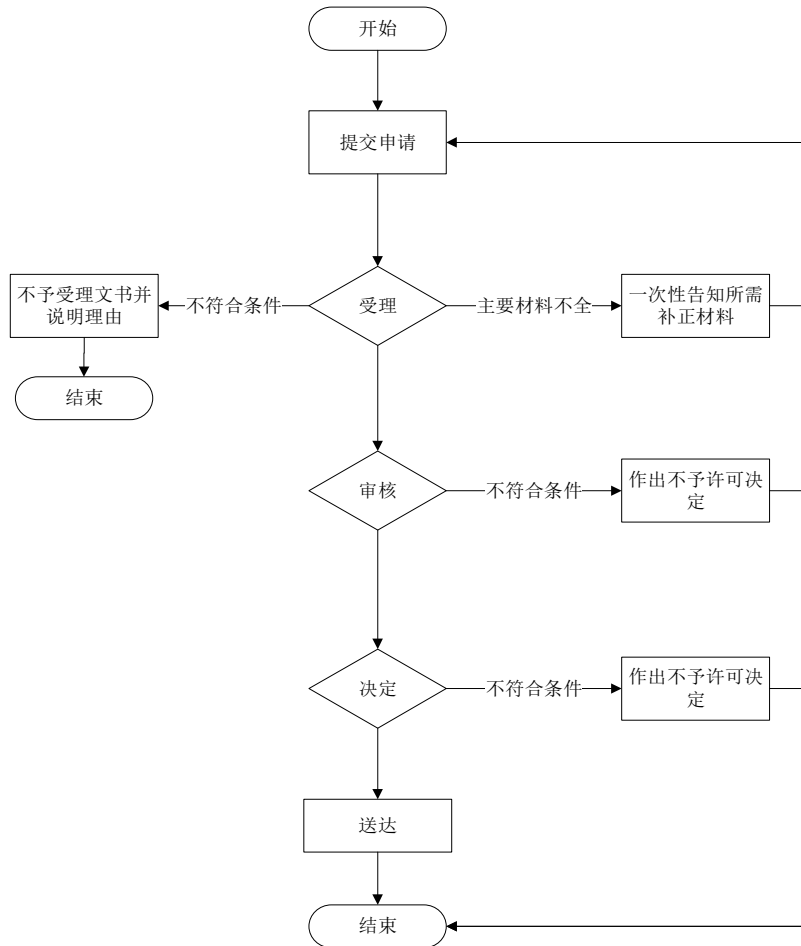 开始
提交申请
不予受理文书并
说明理由
不符合条件
受理
主要材料不全
一次性告知所需
补正材料
结束
审核
不符合条件
作出不予许可决
定
决定
不符合条件
作出不予许可决
定
送达
结束